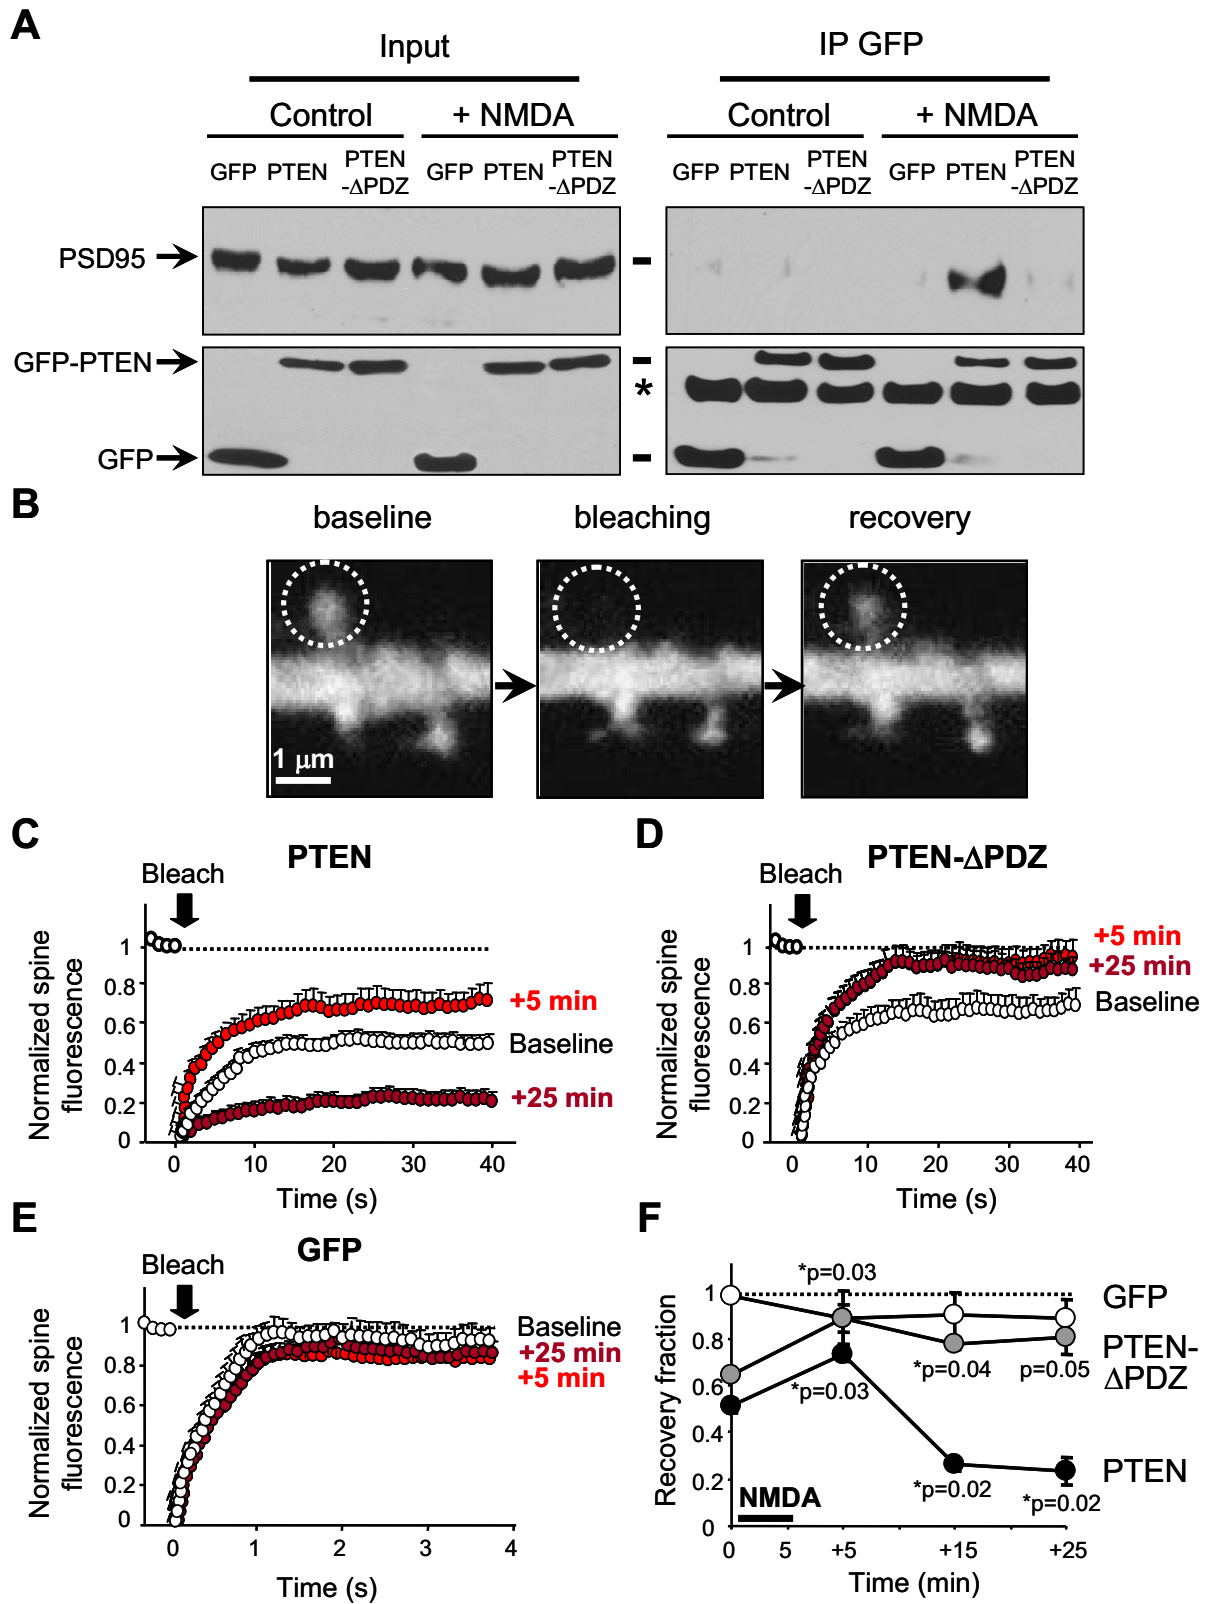 A
Input
IP GFP
Control
+ NMDA
Control
+ NMDA
GFP PTEN PTEN -ΔPDZ GFP PTEN PTEN -ΔPDZ
GFP PTEN PTEN -ΔPDZ GFP PTEN PTEN -ΔPDZ
PSD95
GFP-PTEN
*
GFP
B
baseline
bleaching
recovery
1 μm
C
PTEN
Bleach
Normalized spine
fluorescence
1
0.8
0.6
0.4
0.2
0
+5 min
Baseline
+25 min
0 10 20 30 40
Time (s)
D
PTEN-ΔPDZ
Bleach
Normalized spine
fluorescence
1
0.8
0.6
0.4
0.2
0
+5 min
+25 min
Baseline
0 10 20 30 40
Time (s)
E
GFP
Bleach
Normalized spine
fluorescence
1
0.8
0.6
0.4
0.2
0
Baseline
+25 min
+5 min
0 1 2 3 4
Time (s)
F
Recovery fraction
1
0.8
0.6
0.4
0.2
0
*p=0.03
GFP
PTEN-
ΔPDZ
*p=0.04
p=0.05
*p=0.03
PTEN
*p=0.02
*p=0.02
NMDA
0 5 +5 +15 +25
Time (min)